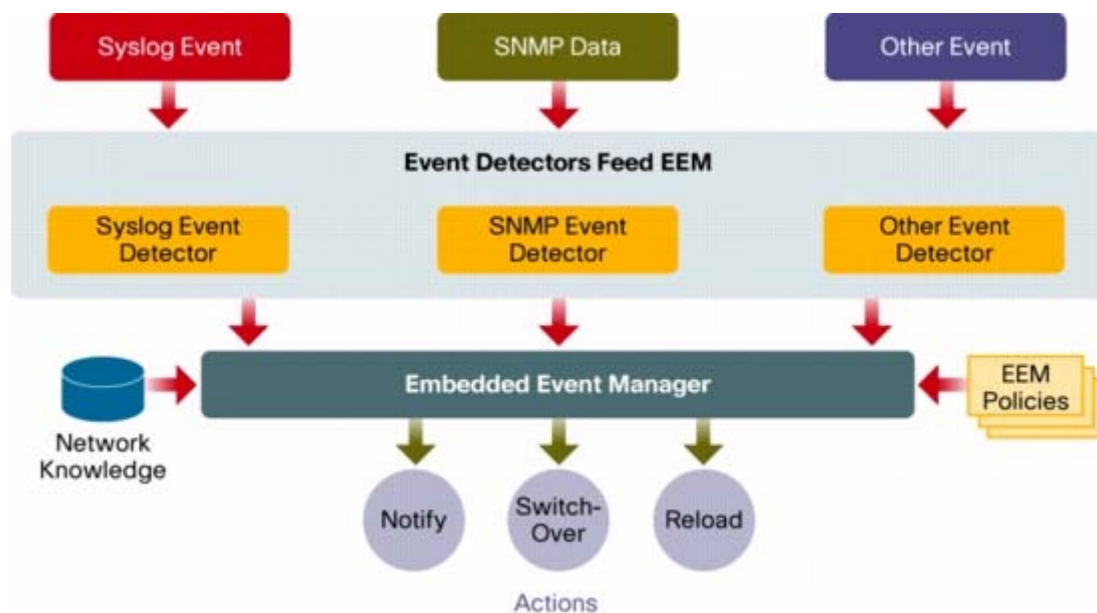 Syslog Event
SNMP Data
Other Event
Event Detectors Feed EEM
Syslog Event
Detector
SNMP Event
Detector
Other Event
Detector
Embedded Event Manager
Network
Knowledge
EEM
Policies
Notify
Switch-
Over
Reload
Actions